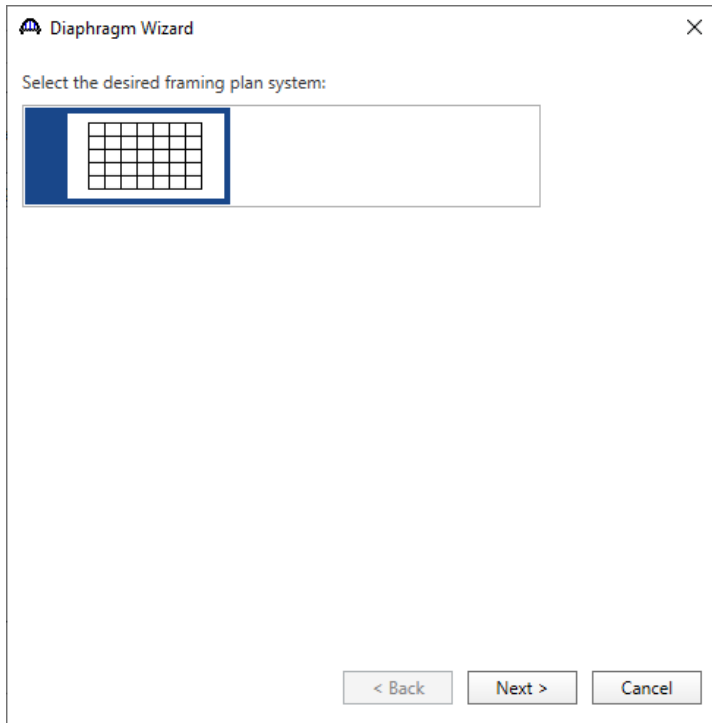 Diaphragm Wizard
Select the desired framing plan system:
< Back Next > Cancel